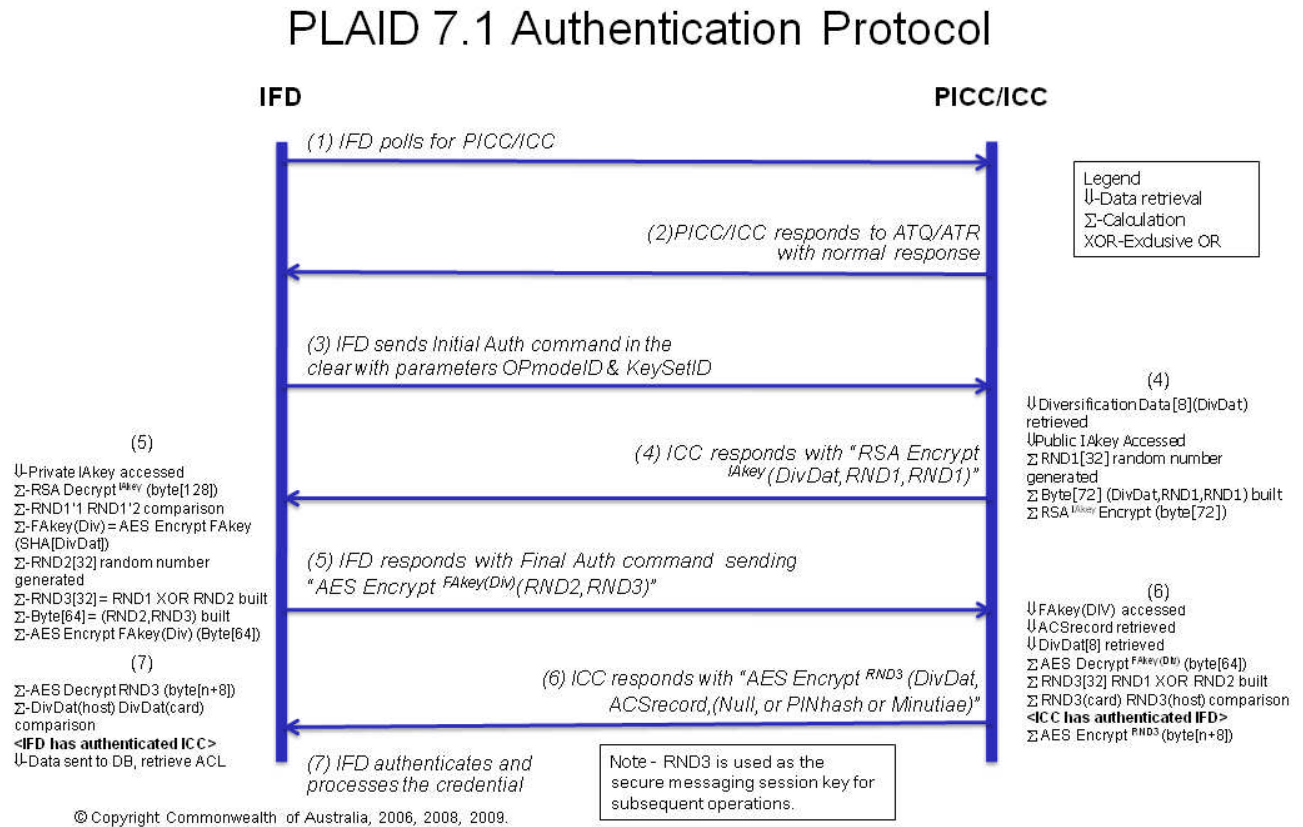 PLAID 7.1 Authentication Protocol
IFD
PICC/ICC
(1) IFD polls for PICC/ICC
Legend
⇓-Data retrieval
Σ-Calculation
XOR-Exclusive OR
(2)PICC/ICC responds to ATQ/ATR
with normal response
(3) IFD sends Initial Auth command in the
clear with parameters OPmodeID & KeySetID
(4)
⇓Diversification Data[8](DivDat)
retrieved
⇓Public IAkey Accessed
Σ RND1[32] random number
generated
Σ Byte[72] (DivDat,RND1,RND1) built
Σ RSA IAkey Encrypt (byte[72])
(4) ICC responds with "RSA Encrypt
IAkey(DivDat,RND1,RND1)"
(5)
⇓-Private IAkey accessed
Σ-RSA Decrypt IAkey (byte[128])
Σ-RND1'1 RND1'2 comparison
Σ-FAkey(Div) = AES Encrypt FAkey
(SHA[DivDat])
Σ-RND2[32] random number
generated
Σ-RND3[32] = RND1 XOR RND2 built
Σ-Byte[64] = (RND2,RND3) built
Σ-AES Encrypt FAkey(Div) (Byte[64])
(5) IFD responds with Final Auth command sending
"AES Encrypt FAkey(Div)(RND2,RND3)"
(6)
⇓FAkey(DIV) accessed
⇓ACSrecord retrieved
⇓DivDat[8] retrieved
Σ AES Decrypt FAkey(Div) (byte[64])
Σ RND3[32] RND1 XOR RND2 built
Σ RND3(card) RND3(host) comparison
<ICC has authenticated IFD>
Σ AES Encrypt RND3 (byte[n+8])
(6) ICC responds with "AES Encrypt RND3 (DivDat,
ACSrecord,(Null, or PINhash or Minutiae)"
(7)
Σ-AES Decrypt RND3 (byte[n+8])
Σ-DivDat(host) DivDat(card)
comparison
<IFD has authenticated ICC>
⇓-Data sent to DB, retrieve ACL
(7) IFD authenticates and
processes the credential
Note - RND3 is used as the
secure messaging session key for
subsequent operations.
© Copyright Commonwealth of Australia, 2006, 2008, 2009.